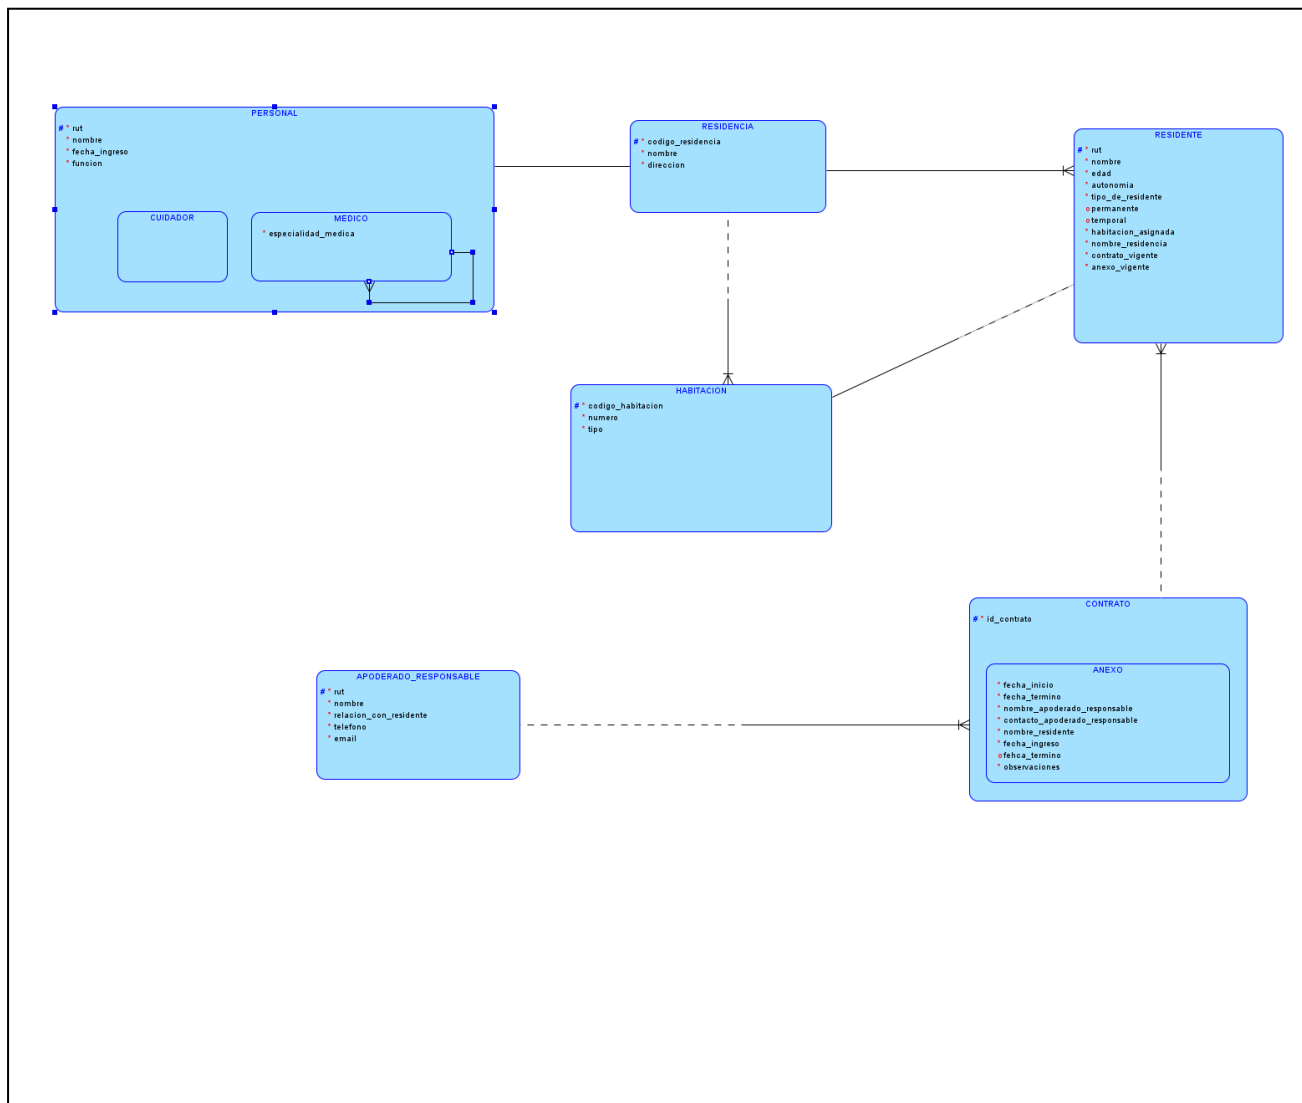 PERSONAL
# * rut
* nombre
* fecha_ingreso
* funcion
CUIDADOR
MEDICO
* especialidad_medica
RESIDENCIA
# * codigo_residencia
* nombre
* direccion
RESIDENTE
# * rut
* nombre
* edad
* autonomia
* tipo_de_residente
o permanente
o temporal
* habitacion_asignada
* nombre_residencia
* contrato_vigente
* anexo_vigente
HABITACION
# * codigo_habitacion
* numero
* tipo
CONTRATO
# * id_contrato
ANEXO
* fecha_inicio
* fecha_termino
* nombre_apoderado_responsable
* contacto_apoderado_responsable
* nombre_residente
* fecha_ingreso
o fehca_termino
* observaciones
APODERADO_RESPONSABLE
# * rut
* nombre
* relacion_con_residente
* telefono
* email